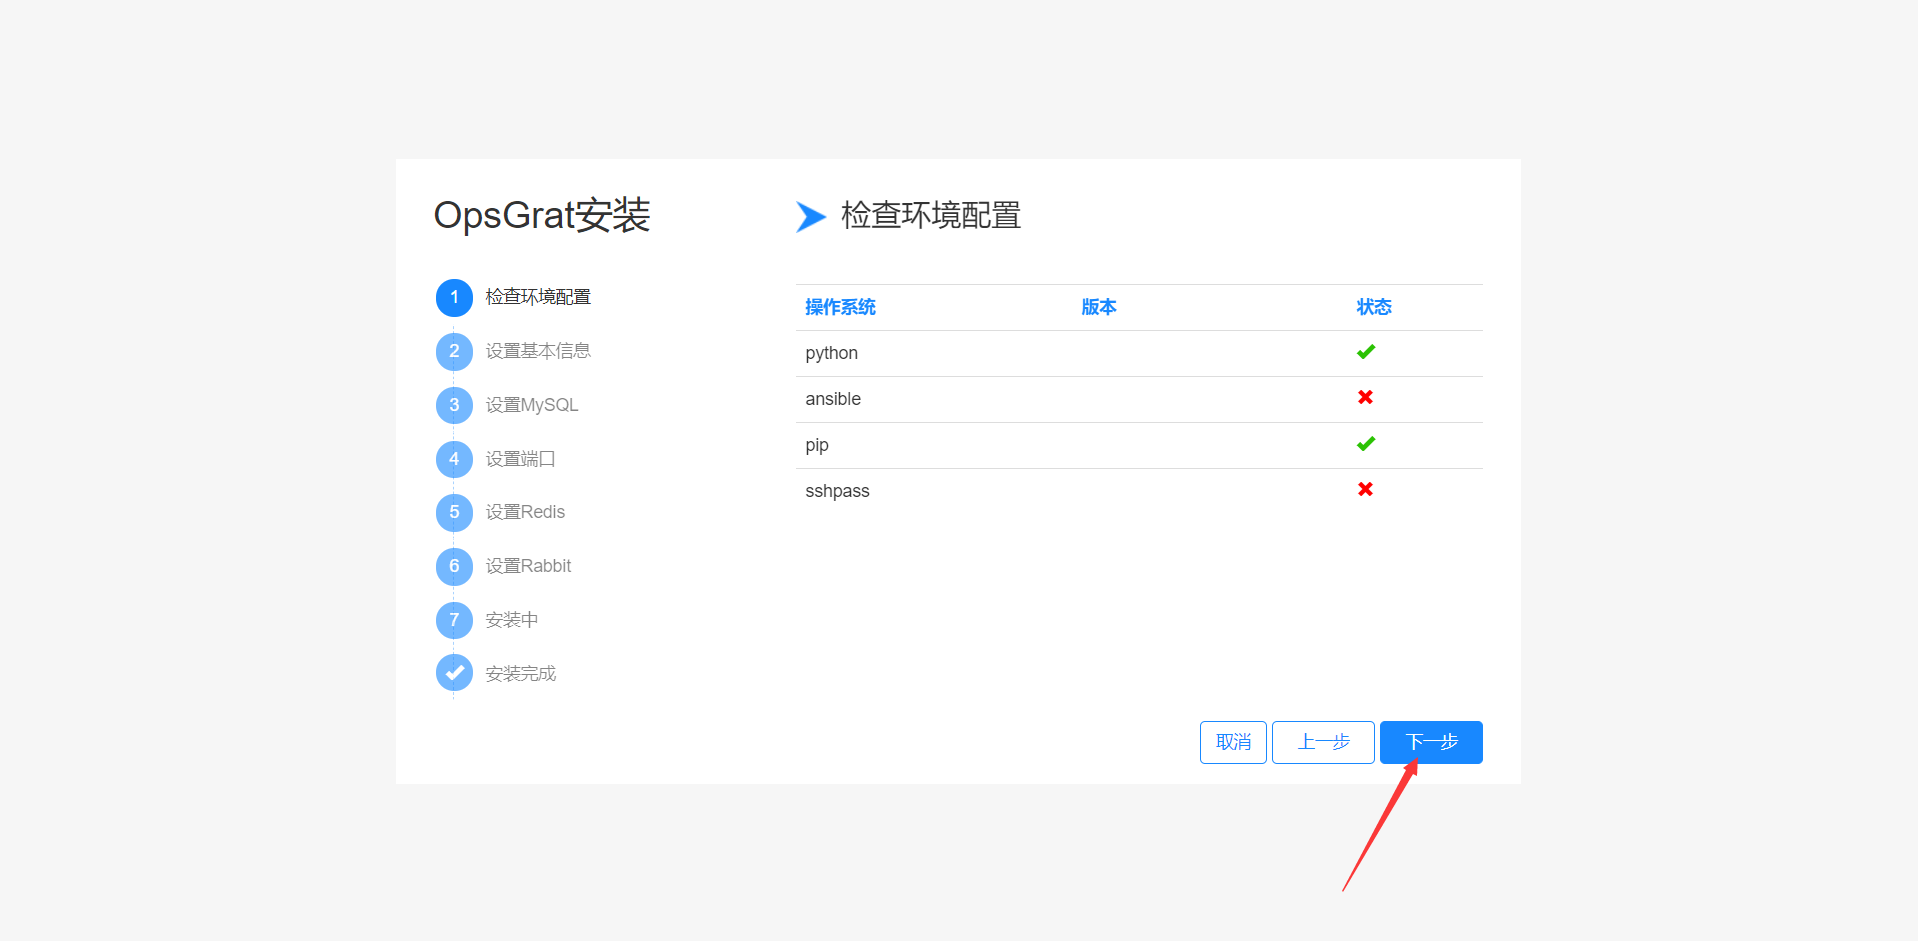 OpsGrat安装
1 检查环境配置
2 设置基本信息
3 设置MySQL
4 设置端口
5 设置Redis
6 设置Rabbit
7 安装中
安装完成
检查环境配置
操作系统 版本 状态
python
ansible
pip
sshpass
取消 上一步 下一步